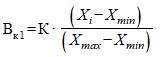 Вк1=К · (Xi−Xmin) / (Xmax−Xmin)